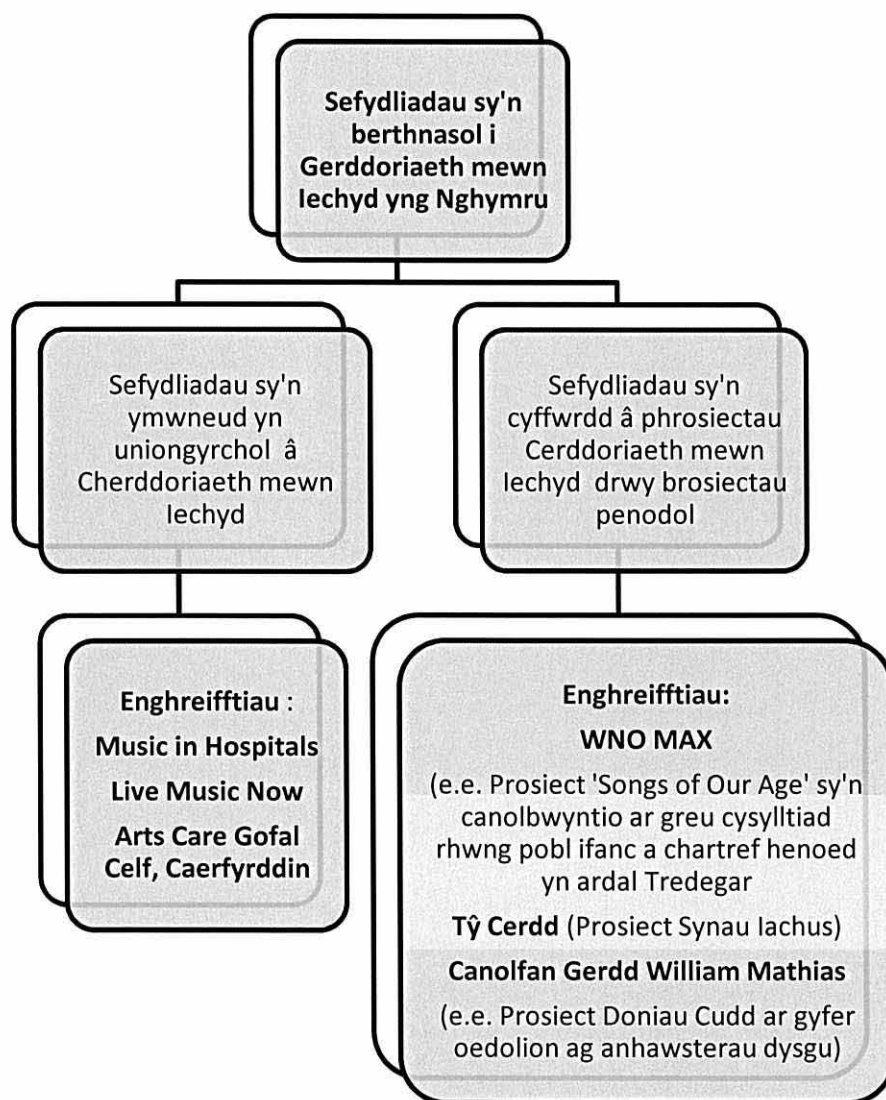 Sefydliadau sy'n
berthnasol i
Gerddoriaeth mewn
Iechyd yng Nghymru
Sefydliadau sy'n
ymwneud yn
uniongyrchol â
Cherddoriaeth mewn
Iechyd
Sefydliadau sy'n
cyffwrdd â phrosiectau
Cerddoriaeth mewn
Iechyd drwy brosiectau
penodol
Enghreifftiau :
Music in Hospitals
Live Music Now
Arts Care Gofal
Celf, Caerfyrddin
Enghreifftiau:
WNO MAX
(e.e. Prosiect 'Songs of Our Age' sy'n
canolbwyntio ar greu cysylltiad
rhwng pobl ifanc a chartref henoed
yn ardal Tredegar
Tŷ Cerdd (Prosiect Synau Iachus)
Canolfan Gerdd William Mathias
(e.e. Prosiect Doniau Cudd ar gyfer
oedolion ag anhawsterau dysgu)